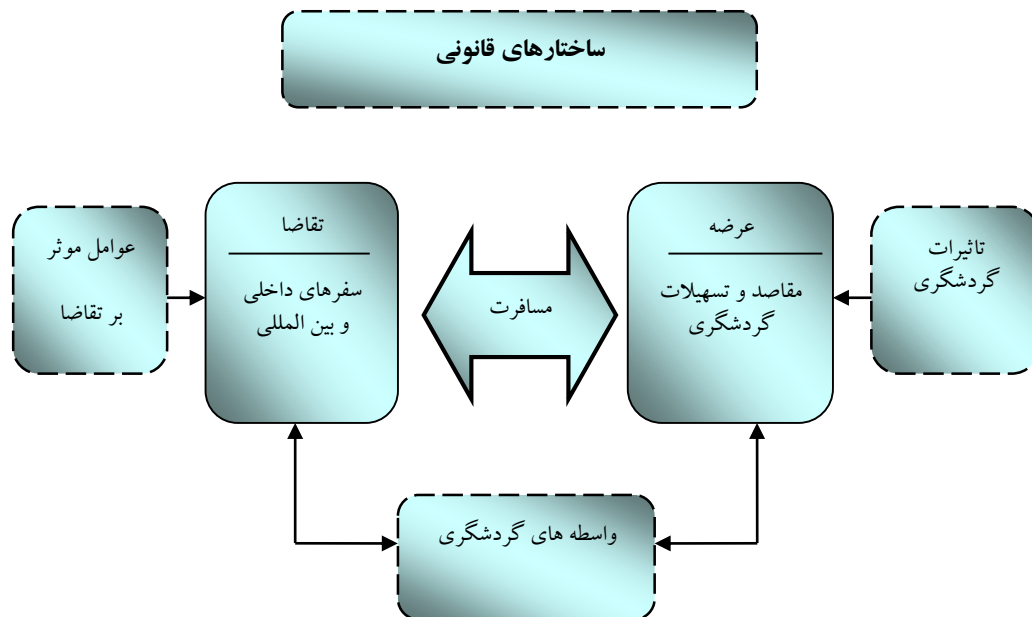 ساختارهای قانونی
تاثیرات
گردشگری
عرضه
مقاصد و تسهیلات
گردشگری
مسافرت
تقاضا
سفرهای داخلی
و بین المللی
عوامل موثر
بر تقاضا
واسطه های گردشگری